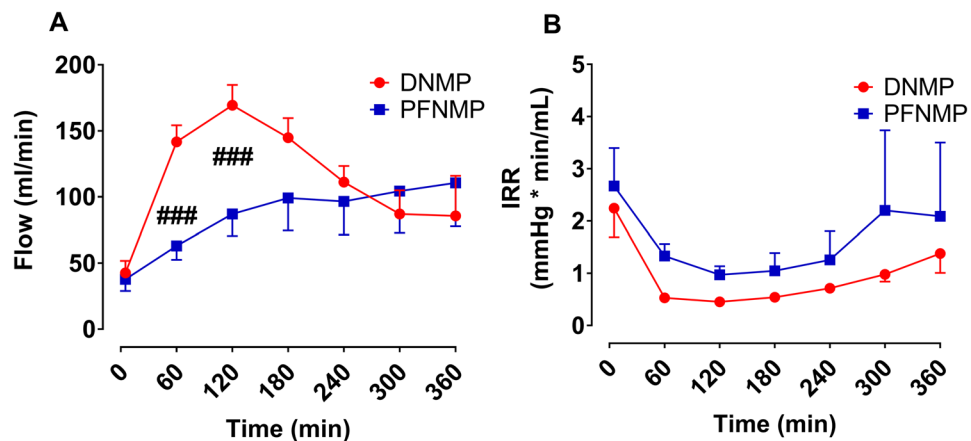 A
Flow (ml/min)
200
150
100
50
0
DNMP
PFNMP
###
###
0 60 120 180 240 300 360
Time (min)
B
IRR
(mmHg * min/mL)
5
4
3
2
1
0
DNMP
PFNMP
0 60 120 180 240 300 360
Time (min)